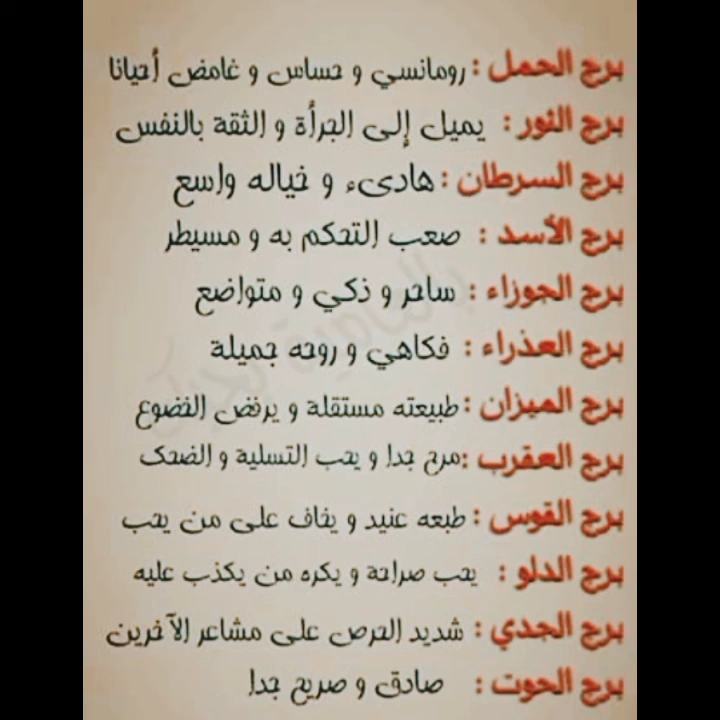 برج الحمل : رومانسي و حساس و غامض أحيانا
برج الثور : يميل إلى الجرأة و الثقة بالنفس
برج السرطان : هادىء و خياله واسع
برج الأسد : صعب التحكم به و مسيطر
برج الجوزاء : ساحر و ذكي و متواضع
برج العذراء : فكاهي و روحه جميلة
برج الميزان : طبيعته مستقلة و يرفض الخضوع
برج العقرب :مرح جدا و يحب التسلية و الضحك
برج القوس : طبعه عنيد و يخاف على من يحب
برج الدلو : يحب صراحة و يكره من يكذب عليه
برج الجدي : شديد الحرص على مشاعر الآخرين
برج الحوت : صادق و صريح جدا